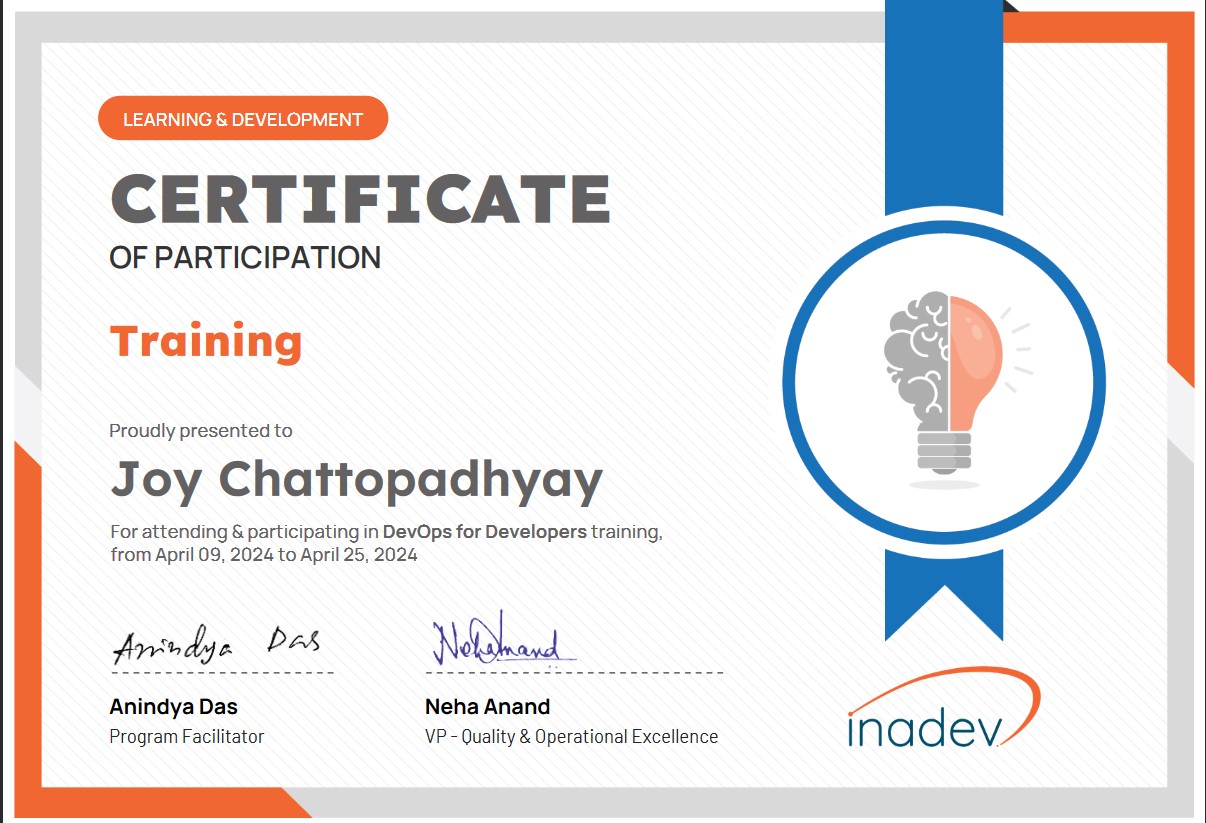 LEARNING & DEVELOPMENT
CERTIFICATE
OF PARTICIPATION
Training
Proudly presented to
Joy Chattopadhyay
For attending & participating in DevOps for Developers training,
from April 09, 2024 to April 25, 2024
Anindya Das
Neha Anand
Anindya Das
Program Facilitator
Neha Anand
VP - Quality & Operational Excellence
inadev